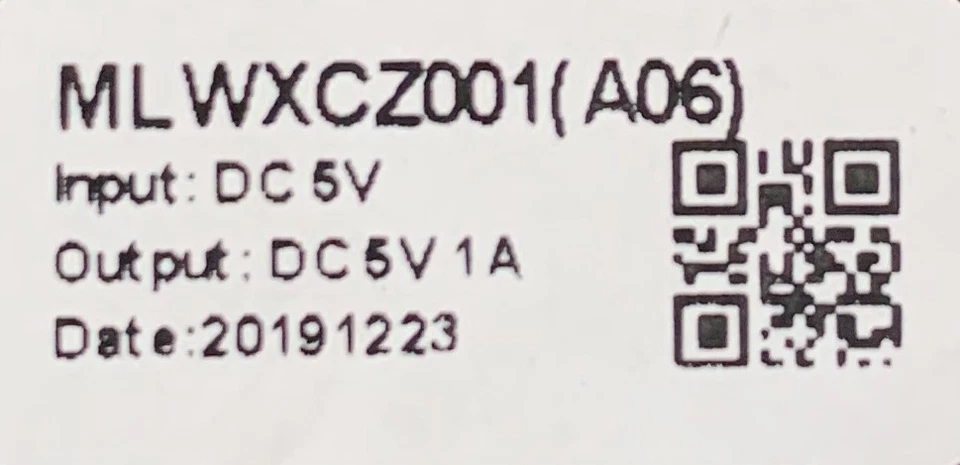 MLWXCZ001(A06)
Input: DC 5V
Output: DC 5V 1A
Date:20191223